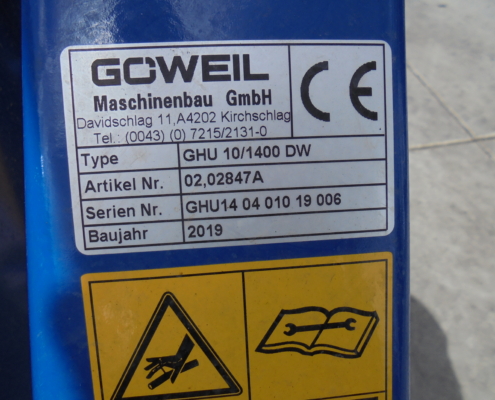 GÖWEIL
Maschinenbau GmbH
Davidschlag 11,A4202 Kirchschlag
Tel.: (0043) (0) 7215/2131-0
CE
Type GHU 10/1400 DW
Artikel Nr. 02,02847A
Serien Nr. GHU14 04 010 19 006
Baujahr 2019